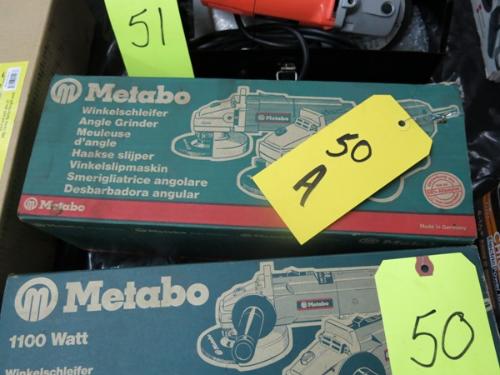 51
Metabo
Winkelschleifer
Angle Grinder
Meuleuse
d'angle
Haakse slijper
Vinkelslipmaskin
Smerigliatrice angolare
Desbarbadora angular
Metabo
Metabo
50
A
Made in Germany
Metabo
1100 Watt
Winkelschleifer
50